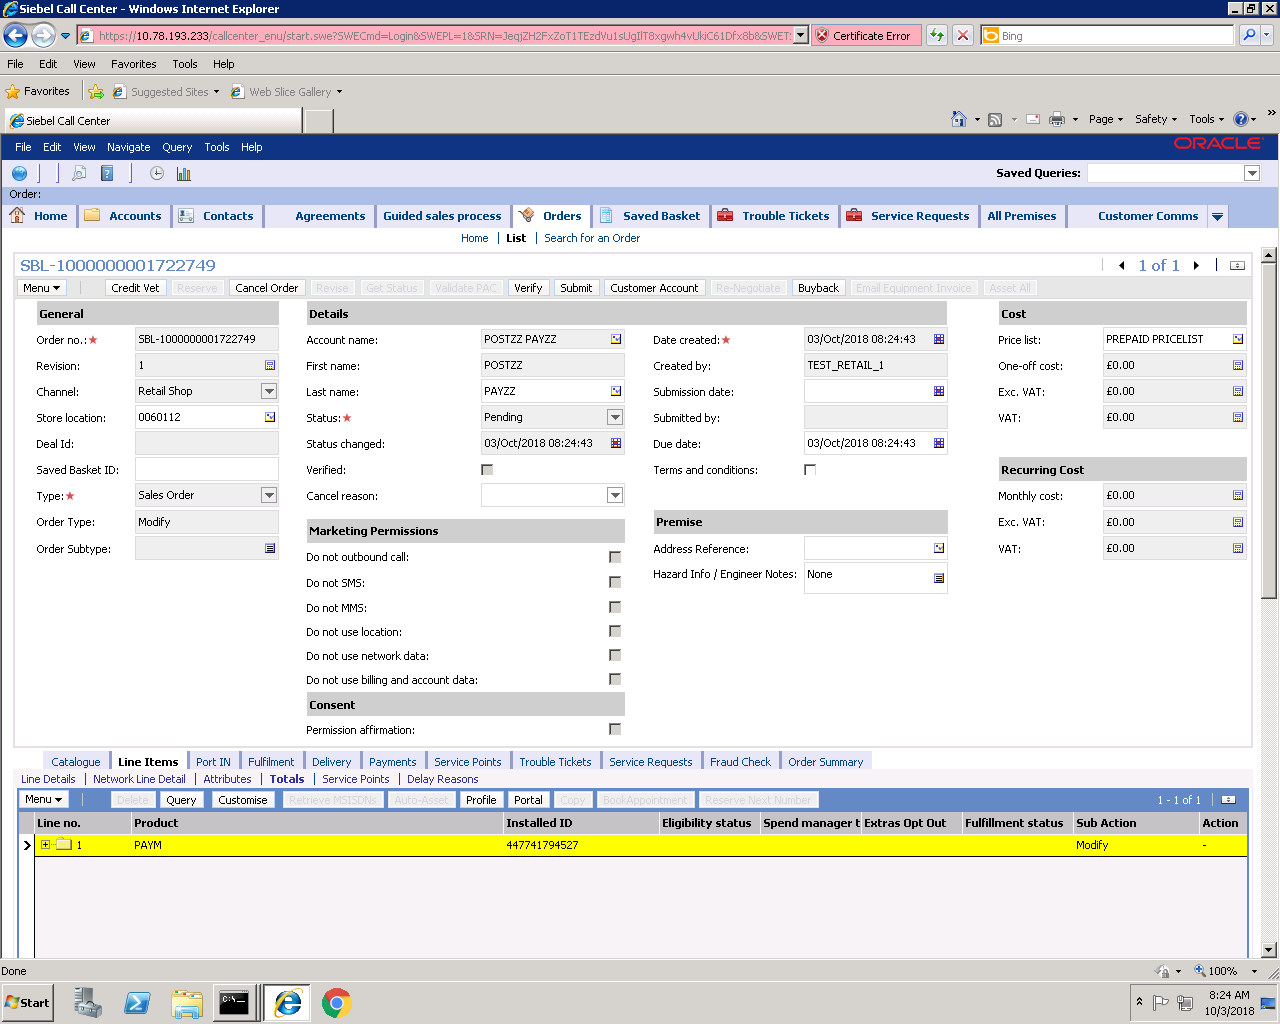 Siebel Call Center - Windows Internet Explorer
Certificate Error
Bing
File Edit View Favorites Tools Help
Favorites Suggested Sites Web Slice Gallery
Siebel Call Center
Page Safety Tools
File Edit View Navigate Query Tools Help
ORACLE
Saved Queries:
Order:
Home Accounts Contacts Agreements Guided sales process Orders Saved Basket Trouble Tickets Service Requests All Premises Customer Comms
Home List Search for an Order
SBL-1000000001722749
1 of 1
Menu Credit Vet Reserve Cancel Order Revise Get Status Validate PAC Verify Submit Customer Account Re-Negotiate Buyback Email Equipment Invoice Asset All
General
Order no.: SBL-1000000001722749
Revision: 1
Channel: Retail Shop
Store location: 0060112
Deal Id:
Saved Basket ID:
Type: Sales Order
Order Type: Modify
Order Subtype:
Details
Account name: POSTZZ PAYZZ
First name: POSTZZ
Last name: PAYZZ
Status: Pending
Status changed: 03/Oct/2018 08:24:43
Verified:
Cancel reason:
Marketing Permissions
Do not outbound call:
Do not SMS:
Do not MMS:
Do not use location:
Do not use network data:
Do not use billing and account data:
Consent
Permission affirmation:
Date created: 03/Oct/2018 08:24:43
Created by: TEST_RETAIL_1
Submission date:
Submitted by:
Due date: 03/Oct/2018 08:24:43
Terms and conditions:
Premise
Address Reference:
Hazard Info / Engineer Notes: None
Cost
Price list: PREPAID PRICELIST
One-off cost: £0.00
Exc. VAT: £0.00
VAT: £0.00
Recurring Cost
Monthly cost: £0.00
Exc. VAT: £0.00
VAT: £0.00
Catalogue Line Items Port IN Fulfilment Delivery Payments Service Points Trouble Tickets Service Requests Fraud Check Order Summary
Line Details Network Line Detail Attributes Totals Service Points Delay Reasons
Menu Delete Query Customise Retrieve MSISDNs Auto-Asset Profile Portal Copy BookAppointment Reserve Next Number 1 - 1 of 1
Line no. Product Installed ID Eligibility status Spend manager t Extras Opt Out Fulfillment status Sub Action Action
1 PAYM 447741794527 Modify -
Done
100%
Start
8:24 AM
10/3/2018